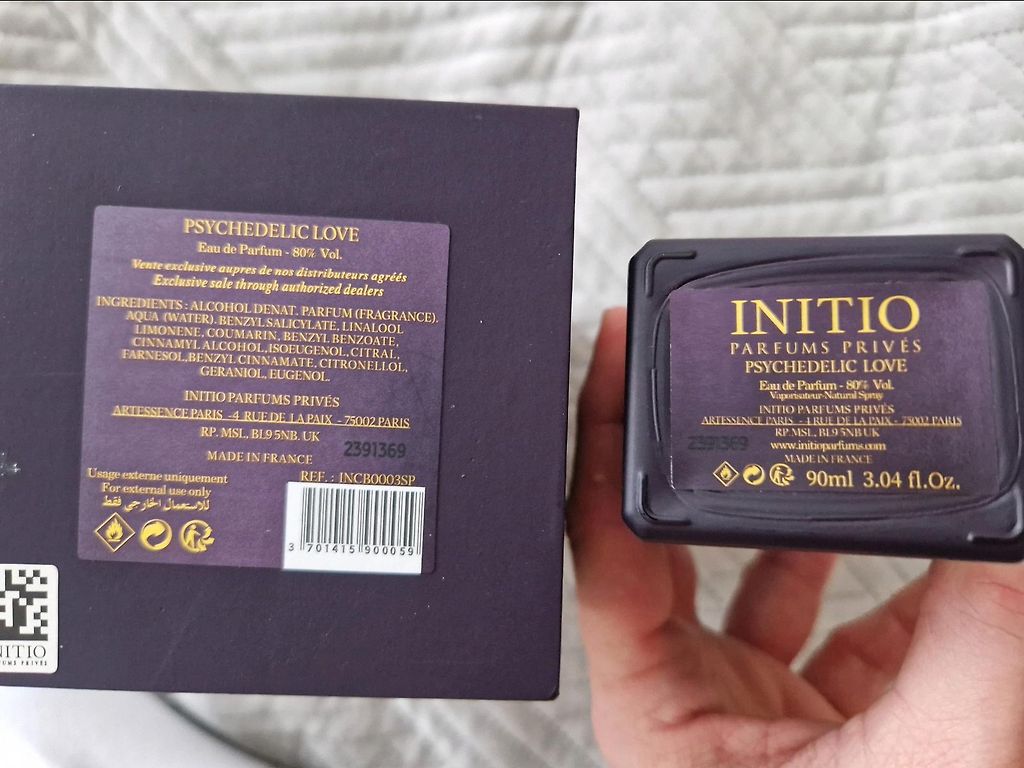 PSYCHEDELIC LOVE
Eau de Parfum - 80% Vol.
Vente exclusive aupres de nos distributeurs agréés
Exclusive sale through authorized dealers
INGREDIENTS : ALCOHOL DENAT. PARFUM (FRAGRANCE),
AQUA (WATER), BENZYL SALICYLATE, LINALOOL
LIMONENE, COUMARIN, BENZYL BENZOATE,
CINNAMYL ALCOHOL, ISOEUGENOL, CITRAL,
FARNESOL, BENZYL CINNAMATE, CITRONELLOL,
GERANIOL, EUGENOL.
INITIO PARFUMS PRIVÉS
ARTESSENCE PARIS - 4 RUE DE LA PAIX - 75002 PARIS
RP. MSL, BL9 5NB. UK
2391369
MADE IN FRANCE
Usage externe uniquement
REF. : INCB0003SP
For external use only
للاستعمال الخارجي فقط
3 701415 900059
NITIO
UMS PRIVÉS
INITIO
PARFUMS PRIVÉS
PSYCHEDELIC LOVE
Eau de Parfum - 80% Vol.
Vaporisateur-Natural Spray
INITIO PARFUMS PRIVÉS
ARTESSENCE PARIS - 4 RUE DE LA PAIX - 75002 PARIS
RP. MSL, BL9 5NB UK
2391369
www.initioparfums.com
MADE IN FRANCE
90ml 3.04 fl.Oz.